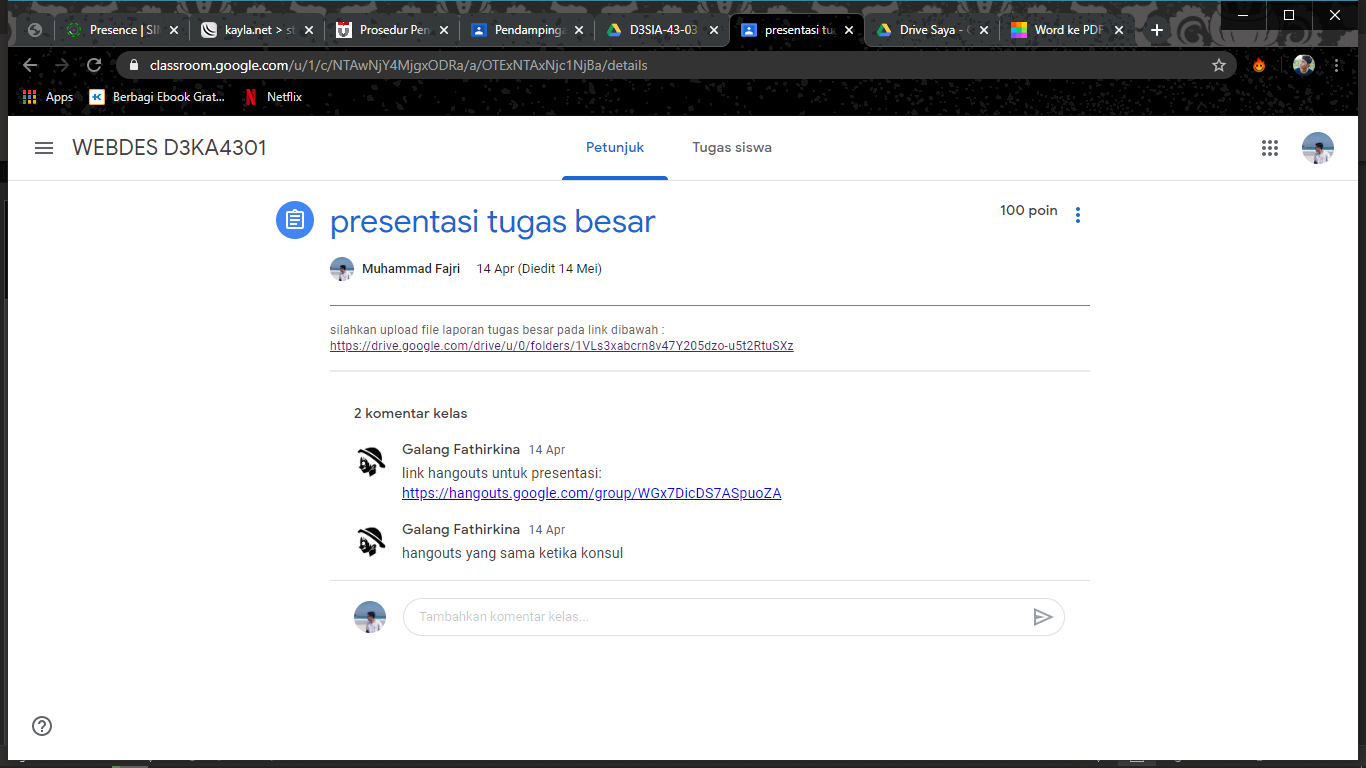 Presence | SIM
kayla.net > st
Prosedur Pen
Pendampinga
D3SIA-43-03
presentasi tug
Drive Saya - G
Word ke PDF
classroom.google.com/u/1/c/NTAwNjY4MjgxODRa/a/OTExNTAxNjc1NjBa/details
Apps
Berbagi Ebook Grat...
Netflix
WEBDES D3KA4301
Petunjuk
Tugas siswa
presentasi tugas besar
100 poin
Muhammad Fajri 14 Apr (Diedit 14 Mei)
silahkan upload file laporan tugas besar pada link dibawah :
https://drive.google.com/drive/u/0/folders/1VLs3xabcrn8v47Y205dzo-u5t2RtuSXz
2 komentar kelas
Galang Fathirkina 14 Apr
link hangouts untuk presentasi:
https://hangouts.google.com/group/WGx7DicDS7ASpuoZA
Galang Fathirkina 14 Apr
hangouts yang sama ketika konsul
Tambahkan komentar kelas...